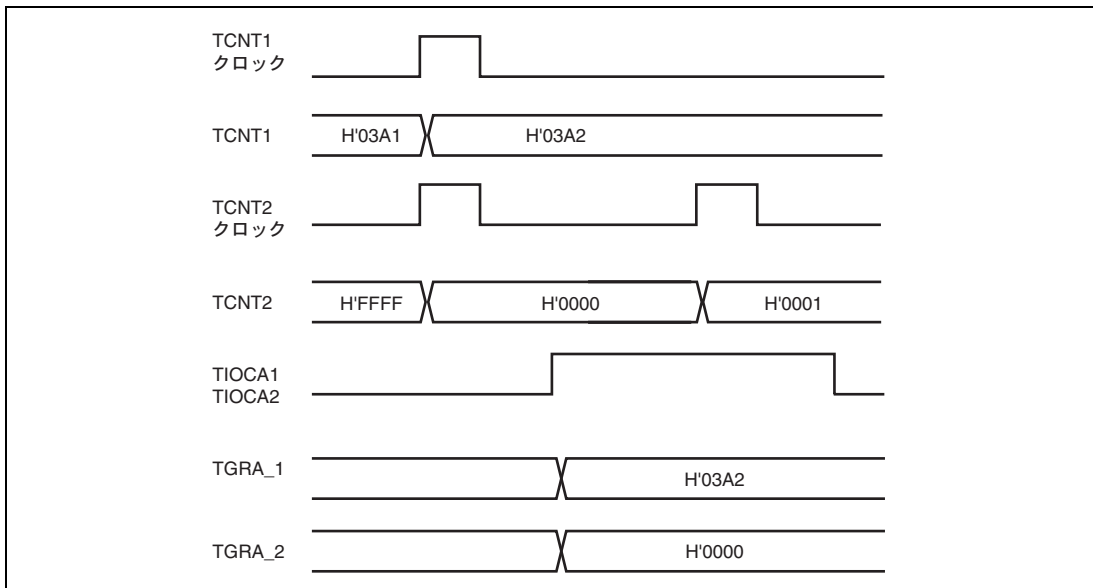 TCNT1
クロック
TCNT1
H'03A1
H'03A2
TCNT2
クロック
TCNT2
H'FFFF
H'0000
H'0001
TIOCA1
TIOCA2
TGRA_1
H'03A2
TGRA_2
H'0000